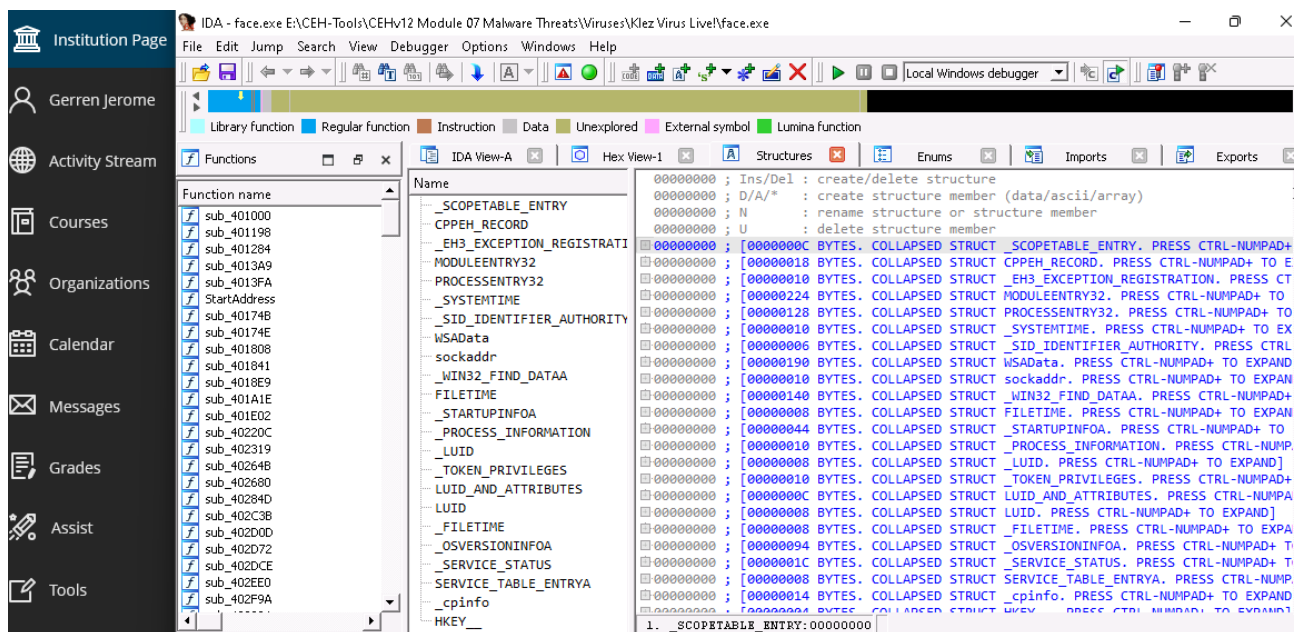 Institution Page
Gerren Jerome
Activity Stream
Courses
Organizations
Calendar
Messages
Grades
Assist
Tools
IDA - face.exe E:\CEH-Tools\CEHv12 Module 07 Malware Threats\Viruses\Klez Virus Live!\face.exe
File Edit Jump Search View Debugger Options Windows Help
Local Windows debugger
Library function Regular function Instruction Data Unexplored External symbol Lumina function
Functions
IDA View-A Hex View-1 Structures Enums Imports Exports
Function name
sub_401000
sub_401198
sub_401284
sub_4013A9
sub_4013FA
StartAddress
sub_40174B
sub_40174E
sub_401808
sub_401841
sub_4018E9
sub_401A1E
sub_401E02
sub_40220C
sub_402319
sub_40264B
sub_402680
sub_40284D
sub_402C3B
sub_402D0D
sub_402D72
sub_402DCE
sub_402EE0
sub_402F9A
Name
_SCOPETABLE_ENTRY
CPPEH_RECORD
_EH3_EXCEPTION_REGISTRATI
MODULEENTRY32
PROCESSENTRY32
_SYSTEMTIME
_SID_IDENTIFIER_AUTHORITY
WSAData
sockaddr
_WIN32_FIND_DATAA
FILETIME
_STARTUPINFOA
_PROCESS_INFORMATION
_LUID
_TOKEN_PRIVILEGES
LUID_AND_ATTRIBUTES
LUID
_FILETIME
_OSVERSIONINFOA
_SERVICE_STATUS
SERVICE_TABLE_ENTRYA
_cpinfo
HKEY__
00000000 ; Ins/Del : create/delete structure
00000000 ; D/A/* : create structure member (data/ascii/array)
00000000 ; N : rename structure or structure member
00000000 ; U : delete structure member
00000000 ; [0000000C BYTES. COLLAPSED STRUCT _SCOPETABLE_ENTRY. PRESS CTRL-NUMPAD+
00000000 ; [00000018 BYTES. COLLAPSED STRUCT CPPEH_RECORD. PRESS CTRL-NUMPAD+ TO E
00000000 ; [00000010 BYTES. COLLAPSED STRUCT _EH3_EXCEPTION_REGISTRATION. PRESS CT
00000000 ; [00000224 BYTES. COLLAPSED STRUCT MODULEENTRY32. PRESS CTRL-NUMPAD+ TO
00000000 ; [00000128 BYTES. COLLAPSED STRUCT PROCESSENTRY32. PRESS CTRL-NUMPAD+ TO
00000000 ; [00000010 BYTES. COLLAPSED STRUCT _SYSTEMTIME. PRESS CTRL-NUMPAD+ TO EX
00000000 ; [00000006 BYTES. COLLAPSED STRUCT _SID_IDENTIFIER_AUTHORITY. PRESS CTRL
00000000 ; [00000190 BYTES. COLLAPSED STRUCT WSAData. PRESS CTRL-NUMPAD+ TO EXPAND
00000000 ; [00000010 BYTES. COLLAPSED STRUCT sockaddr. PRESS CTRL-NUMPAD+ TO EXPAN
00000000 ; [00000140 BYTES. COLLAPSED STRUCT _WIN32_FIND_DATAA. PRESS CTRL-NUMPAD+
00000000 ; [00000008 BYTES. COLLAPSED STRUCT FILETIME. PRESS CTRL-NUMPAD+ TO EXPAN
00000000 ; [00000044 BYTES. COLLAPSED STRUCT _STARTUPINFOA. PRESS CTRL-NUMPAD+ TO
00000000 ; [00000010 BYTES. COLLAPSED STRUCT _PROCESS_INFORMATION. PRESS CTRL-NUMP
00000000 ; [00000008 BYTES. COLLAPSED STRUCT _LUID. PRESS CTRL-NUMPAD+ TO EXPAND]
00000000 ; [00000010 BYTES. COLLAPSED STRUCT _TOKEN_PRIVILEGES. PRESS CTRL-NUMPAD+
00000000 ; [0000000C BYTES. COLLAPSED STRUCT LUID_AND_ATTRIBUTES. PRESS CTRL-NUMPA
00000000 ; [00000008 BYTES. COLLAPSED STRUCT LUID. PRESS CTRL-NUMPAD+ TO EXPAND]
00000000 ; [00000008 BYTES. COLLAPSED STRUCT _FILETIME. PRESS CTRL-NUMPAD+ TO EXPA
00000000 ; [00000094 BYTES. COLLAPSED STRUCT _OSVERSIONINFOA. PRESS CTRL-NUMPAD+ T
00000000 ; [0000001C BYTES. COLLAPSED STRUCT _SERVICE_STATUS. PRESS CTRL-NUMPAD+ T
00000000 ; [00000008 BYTES. COLLAPSED STRUCT SERVICE_TABLE_ENTRYA. PRESS CTRL-NUMP
00000000 ; [00000014 BYTES. COLLAPSED STRUCT _cpinfo. PRESS CTRL-NUMPAD+ TO EXPAND
00000000 ; [00000004 BYTES. COLLAPSED STRUCT HKEY__. PRESS CTRL-NUMPAD+ TO EXPAND]
1. _SCOPETABLE_ENTRY:00000000